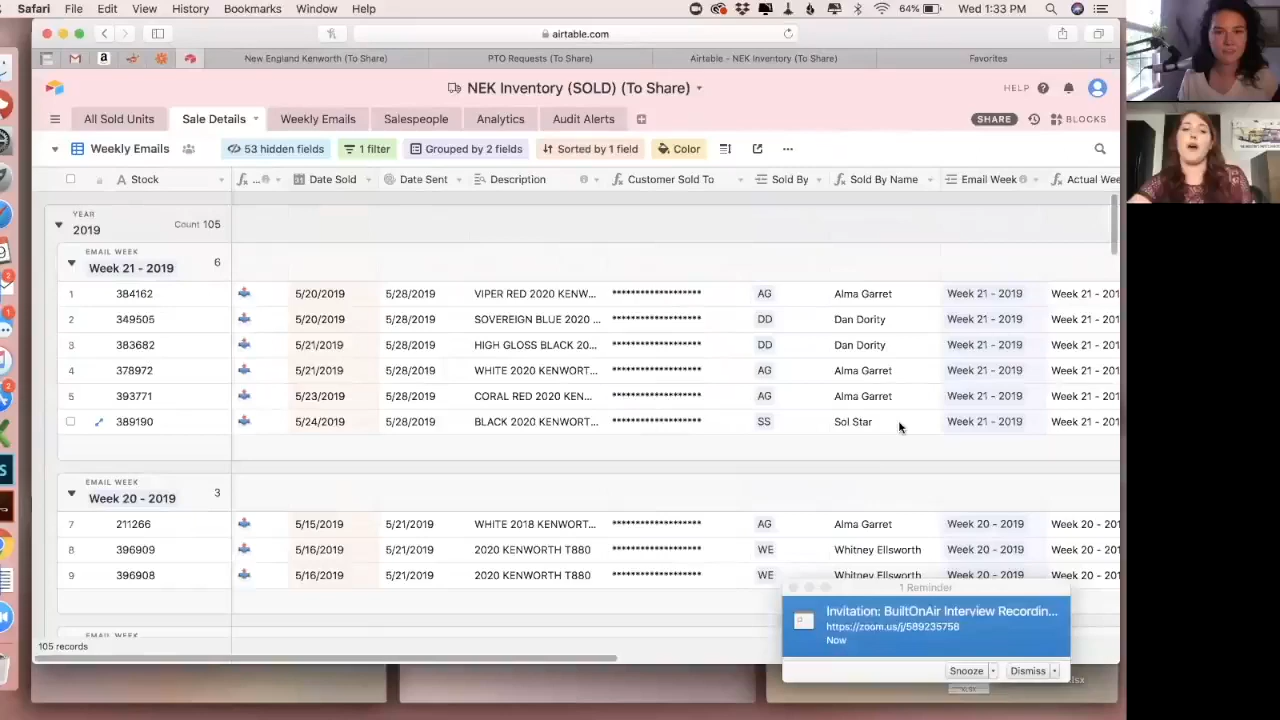 Safari File Edit View History Bookmarks Window Help 64% Wed 1:33 PM
airtable.com
New England Kenworth (To Share) PTO Requests (To Share) Airtable - NEK Inventory (To Share) Favorites
NEK Inventory (SOLD) (To Share) HELP
All Sold Units Sale Details Weekly Emails Salespeople Analytics Audit Alerts SHARE BLOCKS
Weekly Emails 53 hidden fields 1 filter Grouped by 2 fields Sorted by 1 field Color
Stock ... Date Sold Date Sent Description Customer Sold To Sold By Sold By Name Email Week Actual Wee
YEAR
2019 Count 105
EMAIL WEEK
Week 21 - 2019 6
1 384162 5/20/2019 5/28/2019 VIPER RED 2020 KENW... ******************* AG Alma Garret Week 21 - 2019 Week 21 - 201
2 349505 5/20/2019 5/28/2019 SOVEREIGN BLUE 2020 ... ******************* DD Dan Dority Week 21 - 2019 Week 21 - 201
3 383682 5/21/2019 5/28/2019 HIGH GLOSS BLACK 20... ******************* DD Dan Dority Week 21 - 2019 Week 21 - 201
4 378972 5/21/2019 5/28/2019 WHITE 2020 KENWORT... ******************* AG Alma Garret Week 21 - 2019 Week 21 - 201
5 393771 5/23/2019 5/28/2019 CORAL RED 2020 KEN... ******************* AG Alma Garret Week 21 - 2019 Week 21 - 201
389190 5/24/2019 5/28/2019 BLACK 2020 KENWORT... ******************* SS Sol Star Week 21 - 2019 Week 21 - 201
EMAIL WEEK
Week 20 - 2019 3
7 211266 5/15/2019 5/21/2019 WHITE 2018 KENWORT... ******************* AG Alma Garret Week 20 - 2019 Week 20 - 201
8 396909 5/16/2019 5/21/2019 2020 KENWORTH T880 ******************* WE Whitney Ellsworth Week 20 - 2019 Week 20 - 201
9 396908 5/16/2019 5/21/2019 2020 KENWORTH T880 ******************* WE Whitney Ellsworth Week 20 - 2019 Week 20 - 201
1 Reminder
Invitation: BuiltOnAir Interview Recordin...
https://zoom.us/j/589235758
Now
Snooze Dismiss
EMAIL WEEK
105 records